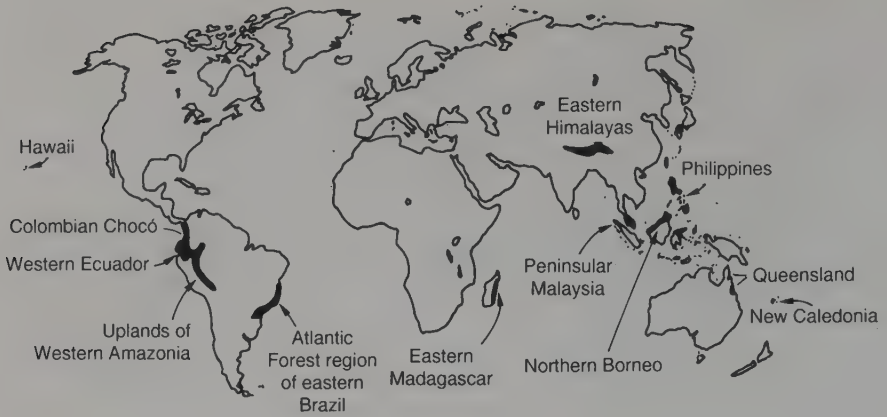 Hawaii
Colombian Chocó
Western Ecuador
Uplands of
Western Amazonia
Atlantic
Forest region
of eastern
Brazil
Eastern
Madagascar
Eastern
Himalayas
Philippines
Peninsular
Malaysia
Northern Borneo
Queensland
New Caledonia